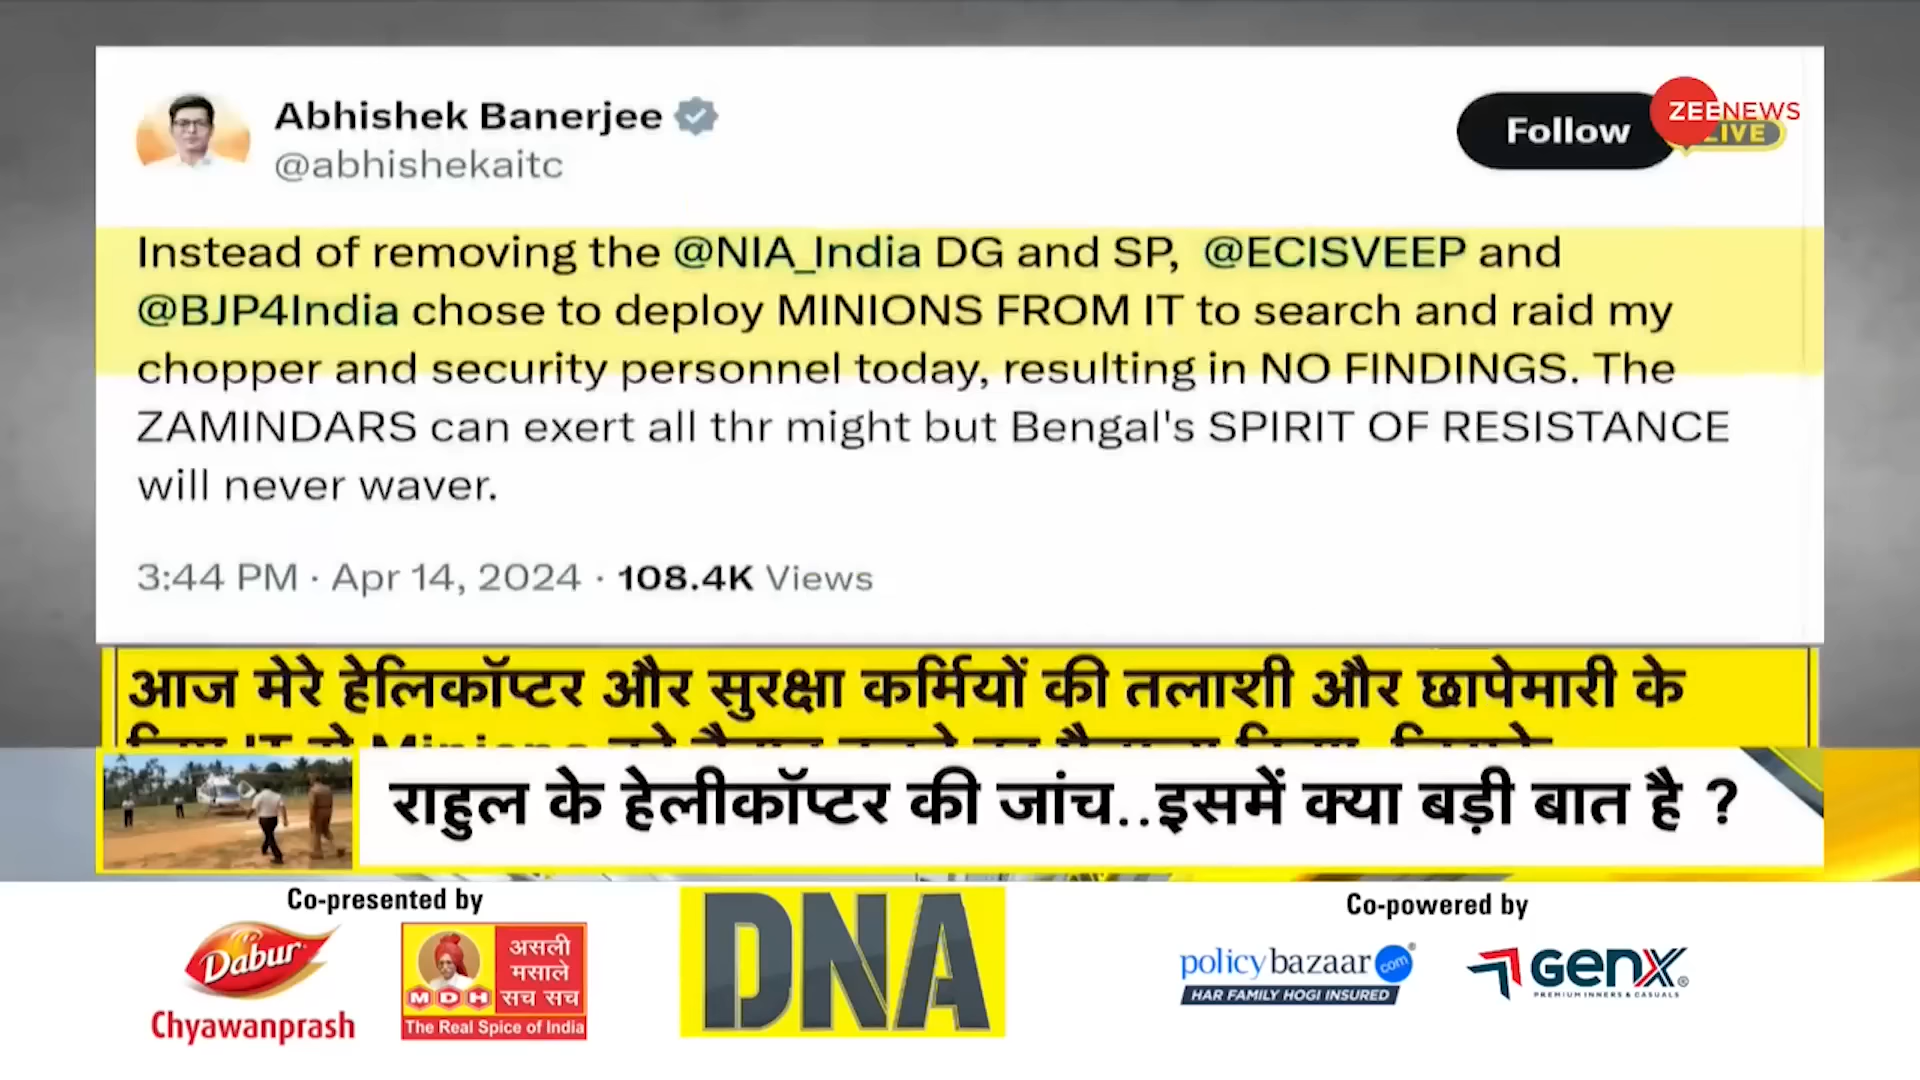 Abhishek Banerjee
@abhishekaitc
Follow
ZEENEWS
LIVE
Instead of removing the @NIA_India DG and SP, @ECISVEEP and
@BJP4India chose to deploy MINIONS FROM IT to search and raid my
chopper and security personnel today, resulting in NO FINDINGS. The
ZAMINDARS can exert all thr might but Bengal's SPIRIT OF RESISTANCE
will never waver.
3:44 PM · Apr 14, 2024 · 108.4K Views
आज मेरे हेलिकॉप्टर और सुरक्षा कर्मियों की तलाशी और छापेमारी के
राहुल के हेलीकॉप्टर की जांच..इसमें क्या बड़ी बात है ?
Co-presented by
Dabur
Chyawanprash
असली
मसाले
सच सच
MDH
The Real Spice of India
DNA
Co-powered by
policybazaar.com
HAR FAMILY HOGI INSURED
GENX
PREMIUM INNERS & CASUALS